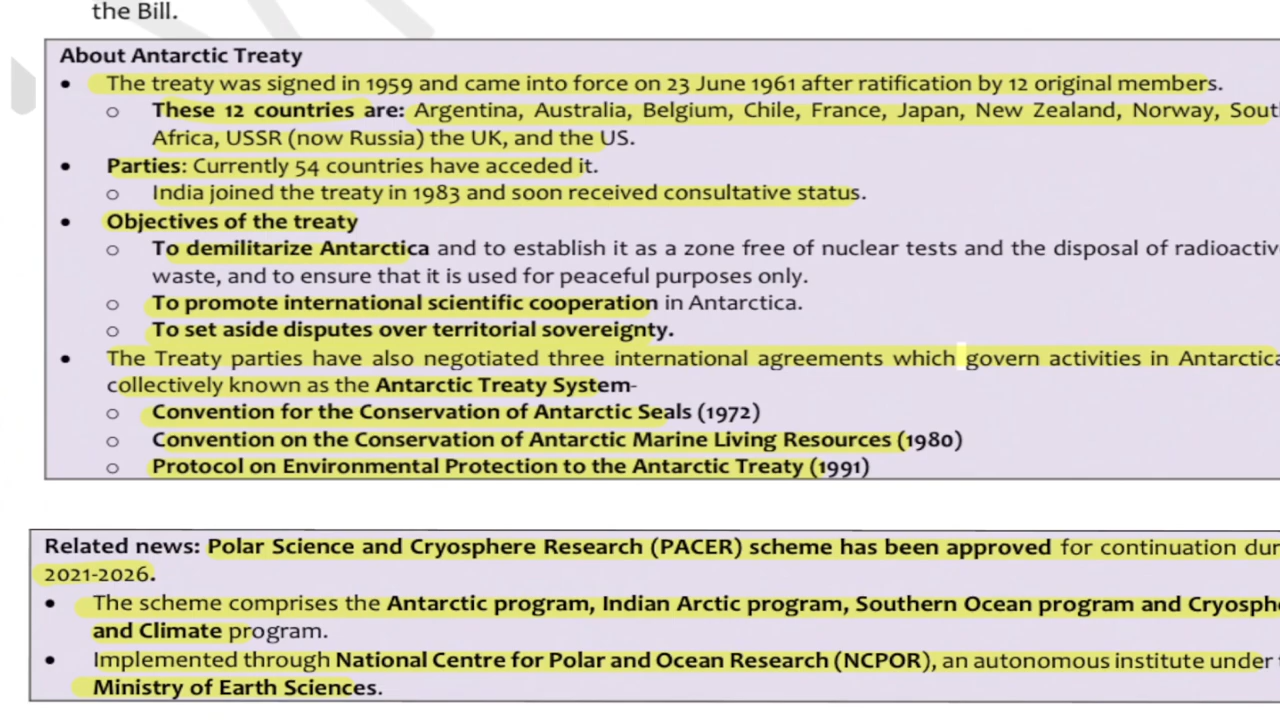 the Bill.
About Antarctic Treaty
• The treaty was signed in 1959 and came into force on 23 June 1961 after ratification by 12 original members.
o These 12 countries are: Argentina, Australia, Belgium, Chile, France, Japan, New Zealand, Norway,
Africa, USSR (now Russia) the UK, and the US.
• Parties: Currently 54 countries have acceded it.
o India joined the treaty in 1983 and soon received consultative status.
• Objectives of the treaty
o To demilitarize Antarctica and to establish it as a zone free of nuclear tests and the disposal of
waste, and to ensure that it is used for peaceful purposes only.
o To promote international scientific cooperation in Antarctica.
o To set aside disputes over territorial sovereignty.
• The Treaty parties have also negotiated three international agreements which govern activities in Antarctica
collectively known as the Antarctic Treaty System-
o Convention for the Conservation of Antarctic Seals (1972)
o Convention on the Conservation of Antarctic Marine Living Resources (1980)
o Protocol on Environmental Protection to the Antarctic Treaty (1991)
Related news: Polar Science and Cryosphere Research (PACER) scheme has been approved for continuation
2021-2026.
• The scheme comprises the Antarctic program, Indian Arctic program, Southern Ocean program and
and Climate program.
• Implemented through National Centre for Polar and Ocean Research (NCPOR), an autonomous institute under
Ministry of Earth Sciences.